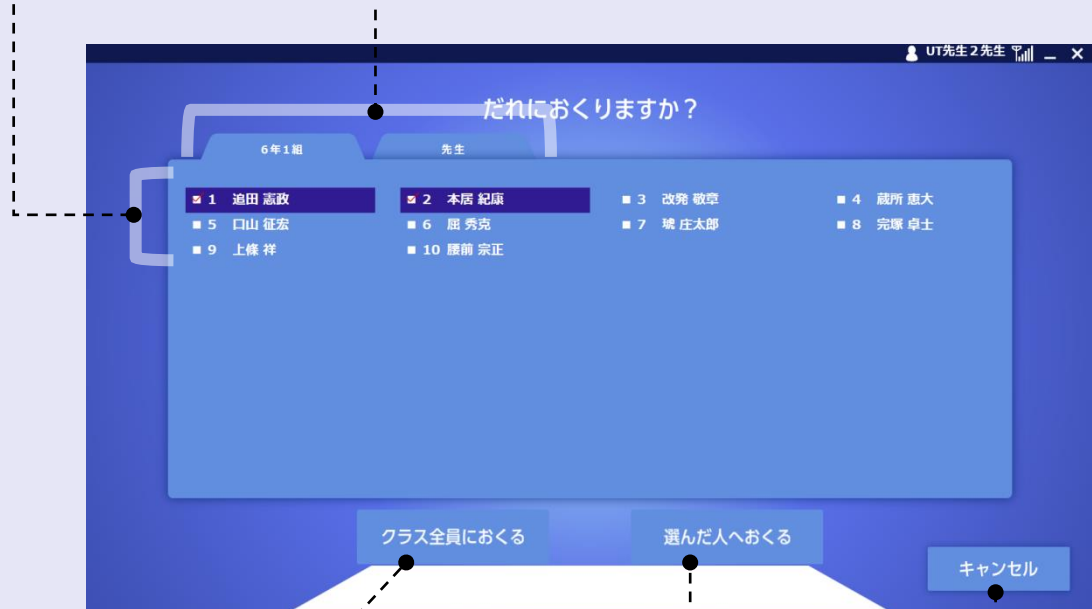 UT先生2先生
だれにおくりますか？
6年1組 先生
1 追田 憲政 2 本居 紀康 3 改発 敬章 4 蔵所 恵大
5 口山 征宏 6 屈 秀克 7 琥 庄太郎 8 完塚 卓士
9 上條 祥 10 腰前 宗正
クラス全員におくる 選んだ人へおくる
キャンセル